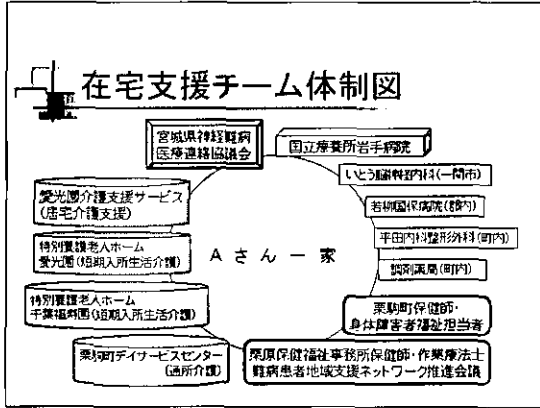 在宅支援チーム体制図
宮城県神経難病
医療連絡協議会
国立療養所岩手病院
いとう脳神経内科(一関市)
若柳国保病院(郡内)
平田内科整形外科(町内)
調剤薬局(町内)
栗駒町保健師・
身体障害者福祉担当者
栗原保健福祉事務所保健師・作業療法士
難病患者地域支援ネットワーク推進会議
栗駒町デイサービスセンター
(通所介護)
特別養護老人ホーム
千葉福寿園(短期入所生活介護)
特別養護老人ホーム
愛光園(短期入所生活介護)
愛光園介護支援サービス
(居宅介護支援)
Aさん一家